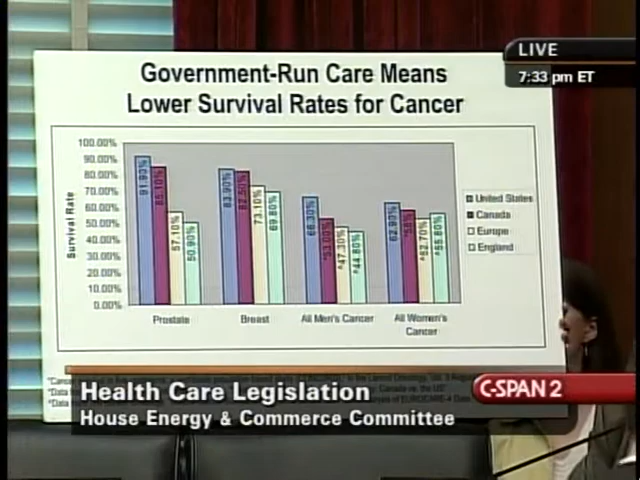 LIVE
7:33 pm ET
Government-Run Care Means
Lower Survival Rates for Cancer
100.00%
90.00%
80.00%
70.00%
60.00%
50.00%
40.00%
30.00%
20.00%
10.00%
0.00%
Survival Rate
91.90%
85.10%
57.10%
50.90%
83.90%
82.50%
73.10%
69.80%
66.30%
*53.00%
^47.30%
^44.80%
62.90%
*58%
^55.80%
United States
Canada
Europe
England
Prostate
Breast
All Men's Cancer
All Women's
Cancer
Health Care Legislation
House Energy & Commerce Committee
C-SPAN 2